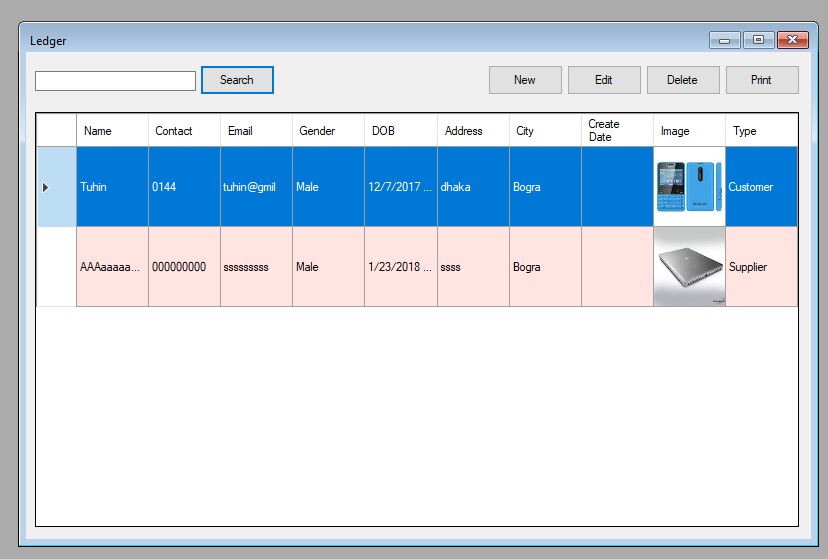 Ledger
Search New Edit Delete Print
Name Contact Email Gender DOB Address City Create Date Image Type
Tuhin 0144 tuhin@gmil Male 12/7/2017 ... dhaka Bogra Customer
AAAaaaaa... 000000000 sssssssss Male 1/23/2018 ... ssss Bogra Supplier